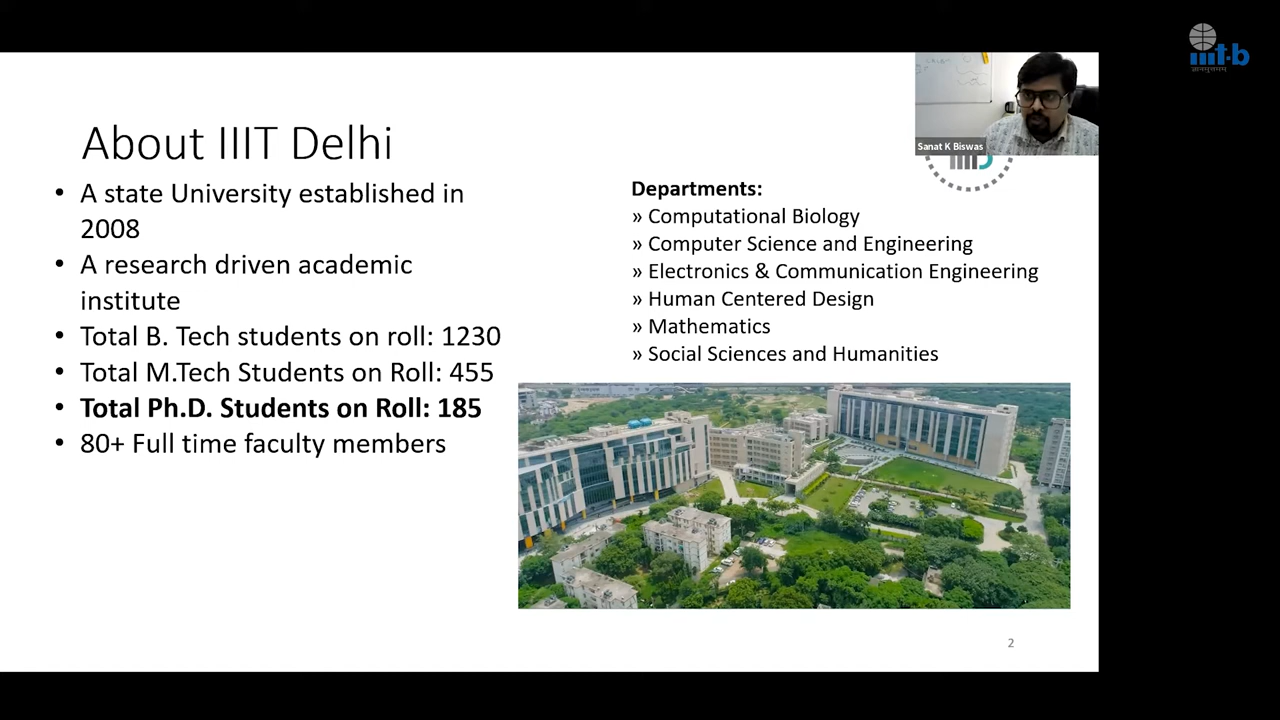 iiit-b
ज्ञानमुत्तमम्
Sanat K Biswas
About IIIT Delhi
• A state University established in
2008
• A research driven academic
institute
• Total B. Tech students on roll: 1230
• Total M.Tech Students on Roll: 455
• Total Ph.D. Students on Roll: 185
• 80+ Full time faculty members
Departments:
» Computational Biology
» Computer Science and Engineering
» Electronics & Communication Engineering
» Human Centered Design
» Mathematics
» Social Sciences and Humanities
2